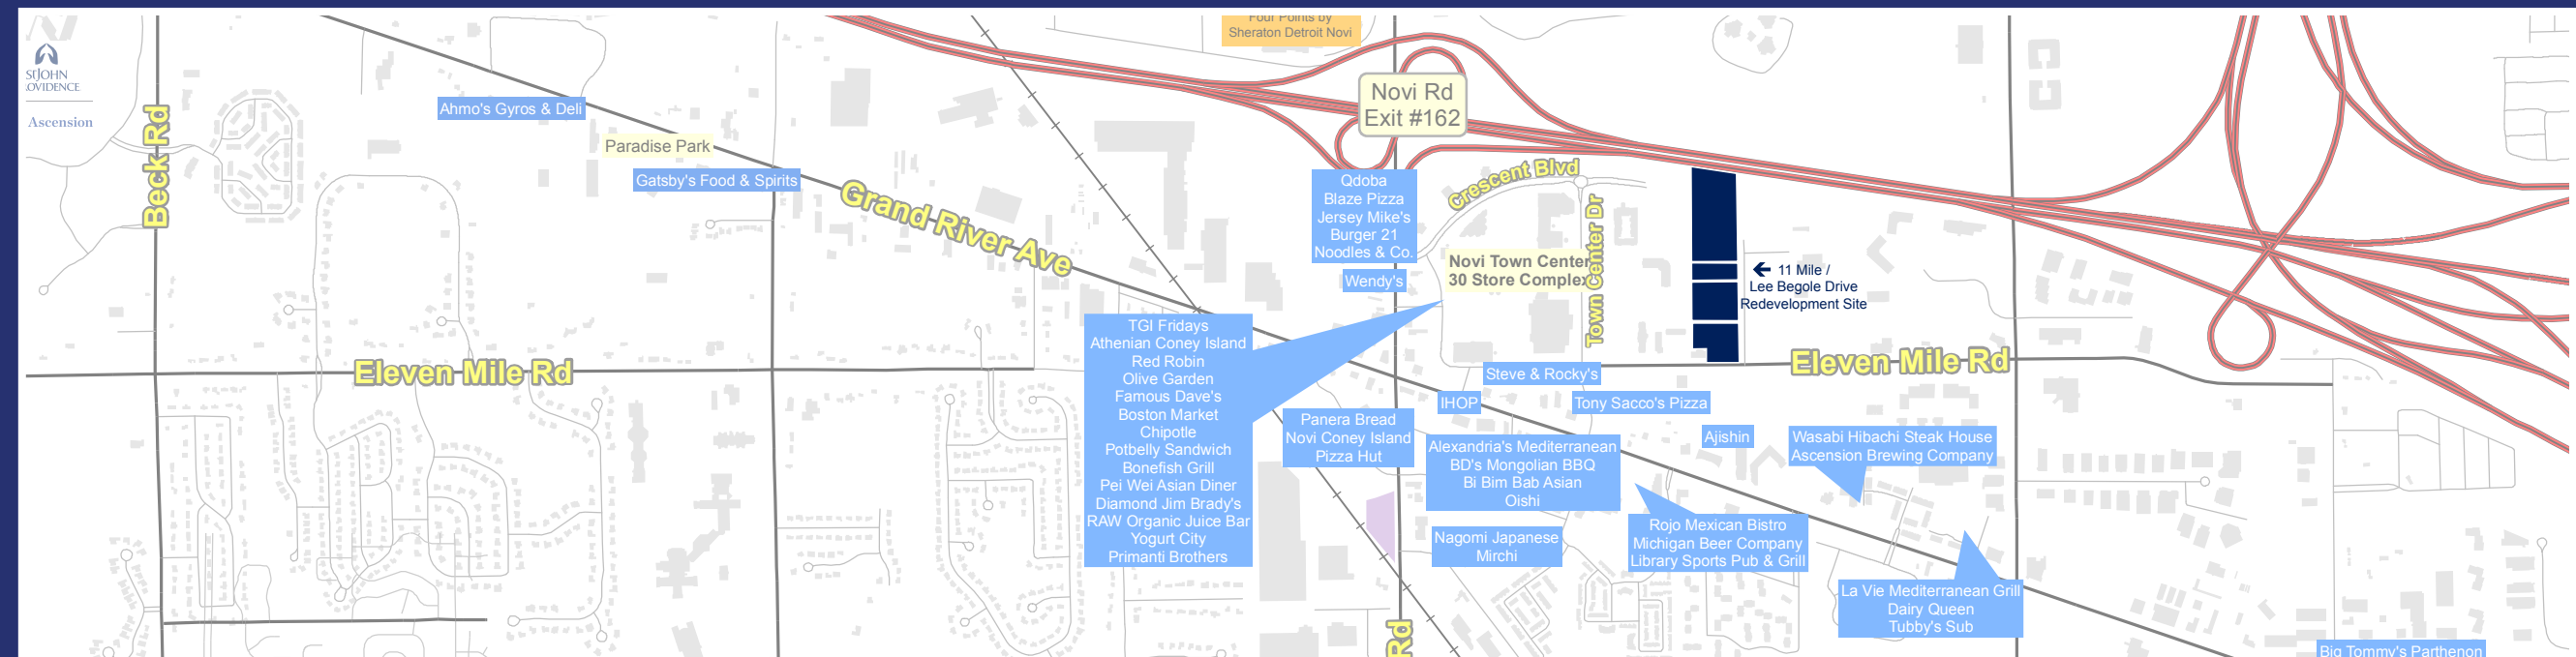 Four Points by
Sheraton Detroit Novi
STJOHN
Ascension
Beck Rd
Ahmo's Gyros & Deli
Paradise Park
Gatsby's Food & Spirits
Grand River Ave
Eleven Mile Rd
Novi Rd
Exit #162
Qdoba
Blaze Pizza
Jersey Mike's
Burger 21
Noodles & Co.
Wendy's
Crescent Blvd
Town Center Dr
Novi Town Center
30 Store Complex
11 Mile /
Lee Begole Drive
Redevelopment Site
Eleven Mile Rd
TGI Fridays
Athenian Coney Island
Red Robin
Olive Garden
Famous Dave's
Boston Market
Chipotle
Potbelly Sandwich
Bonefish Grill
Pei Wei Asian Diner
Diamond Jim Brady's
RAW Organic Juice Bar
Yogurt City
Primanti Brothers
Steve & Rocky's
IHOP
Tony Sacco's Pizza
Panera Bread
Novi Coney Island
Pizza Hut
Alexandria's Mediterranean
BD's Mongolian BBQ
Bi Bim Bab Asian
Oishi
Ajishin
Wasabi Hibachi Steak House
Ascension Brewing Company
Nagomi Japanese
Mirchi
Rojo Mexican Bistro
Michigan Beer Company
Library Sports Pub & Grill
La Vie Mediterranean Grill
Dairy Queen
Tubby's Sub
Rd
Big Tommy's Parthenon